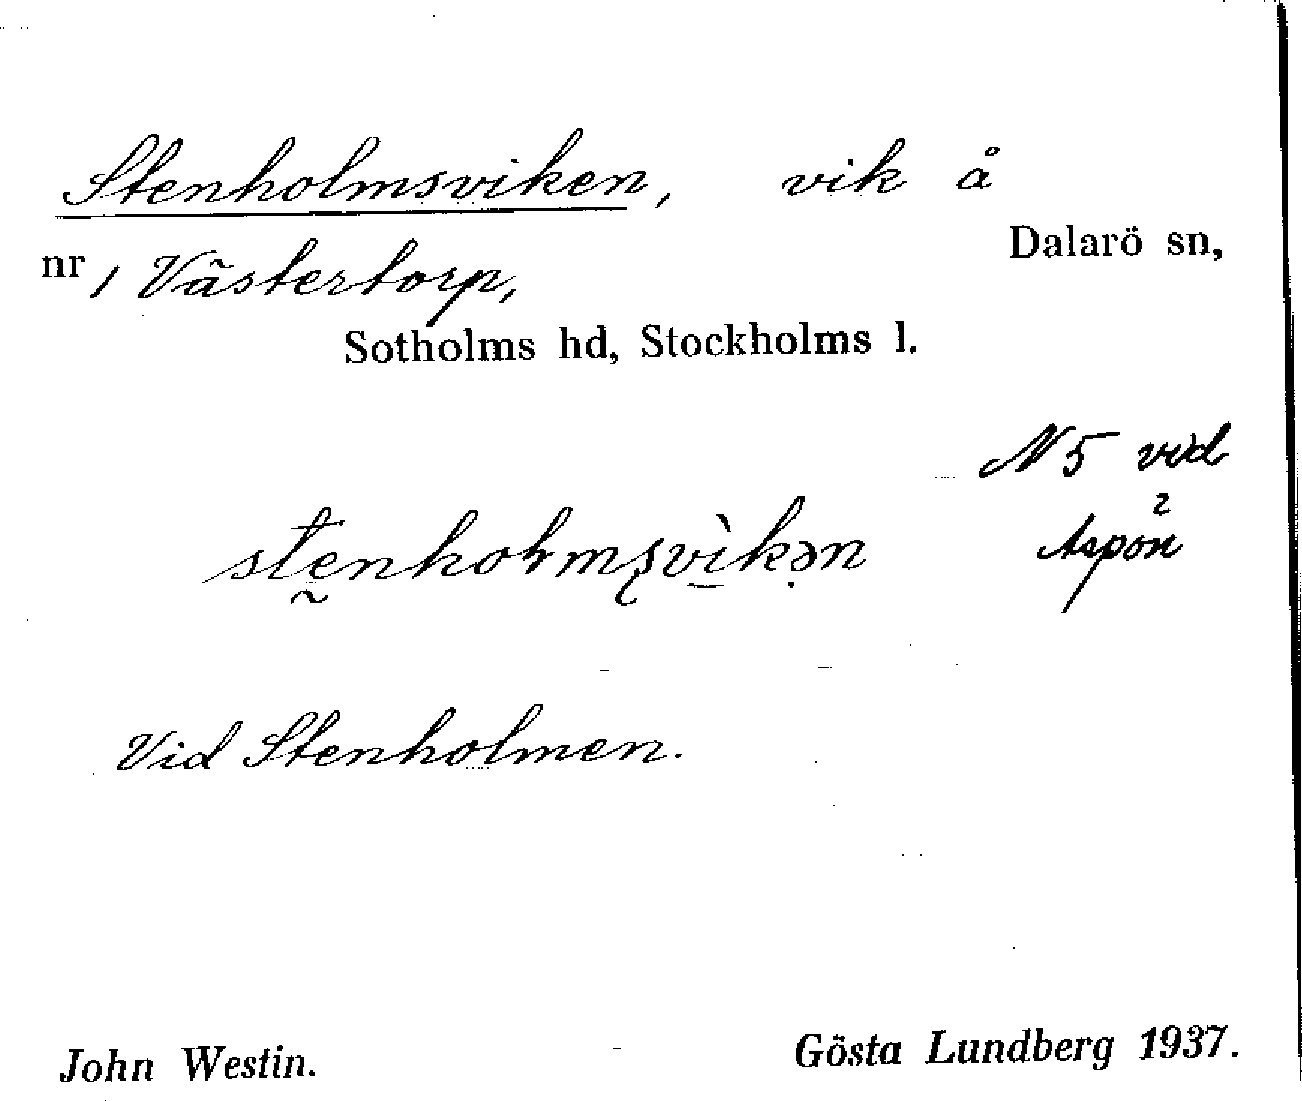 Stenholmsviken, vik å
Dalarö sn,
nr 1 Västertorp,
Sotholms hd, Stockholms l.
N 5 vid
Aspön
stenholmsvìkən
Vid Stenholmen.
John Westin. Gösta Lundberg 1937.